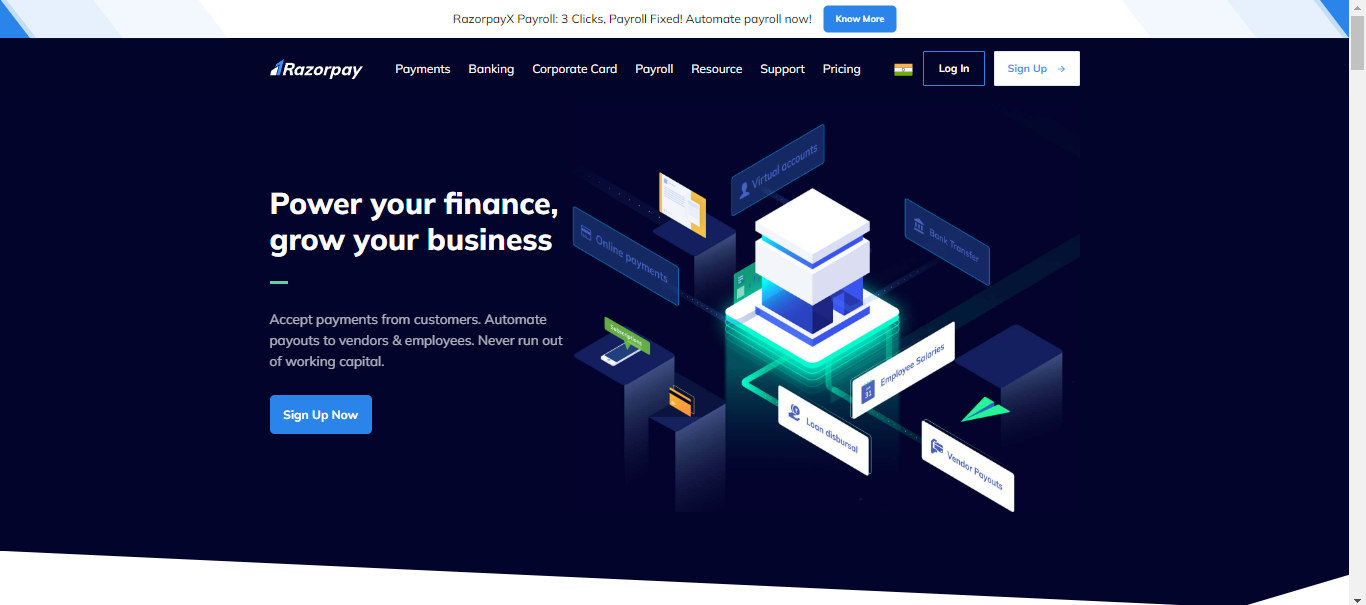 RazorpayX Payroll: 3 Clicks, Payroll Fixed! Automate payroll now!
Know More
Razorpay
Payments
Banking
Corporate Card
Payroll
Resource
Support
Pricing
Log In
Sign Up →
Power your finance,
grow your business
Accept payments from customers. Automate
payouts to vendors & employees. Never run out
of working capital.
Sign Up Now
Virtual accounts
Online payments
Bank Transfer
Subscriptions
31
Employee Salaries
Loan disbursal
Vendor Payouts